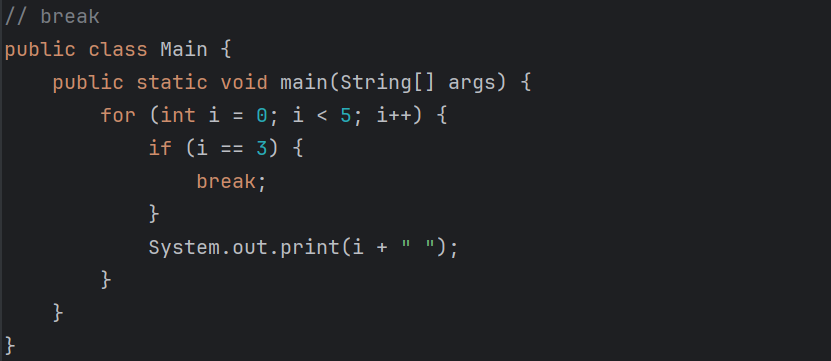 // break
public class Main {
    public static void main(String[] args) {
        for (int i = 0; i < 5; i++) {
            if (i == 3) {
                break;
            }
            System.out.print(i + " ");
        }
    }
}